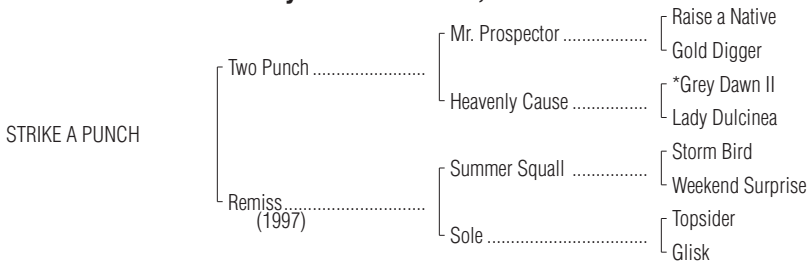 Raise a Native
Mr. Prospector ..................
Gold Digger
Two Punch ........................
*Grey Dawn II
Heavenly Cause ................
Lady Dulcinea
STRIKE A PUNCH
Storm Bird
Summer Squall ................
Weekend Surprise
Remiss..............................
(1997)
Topsider
Sole ..................................
Glisk